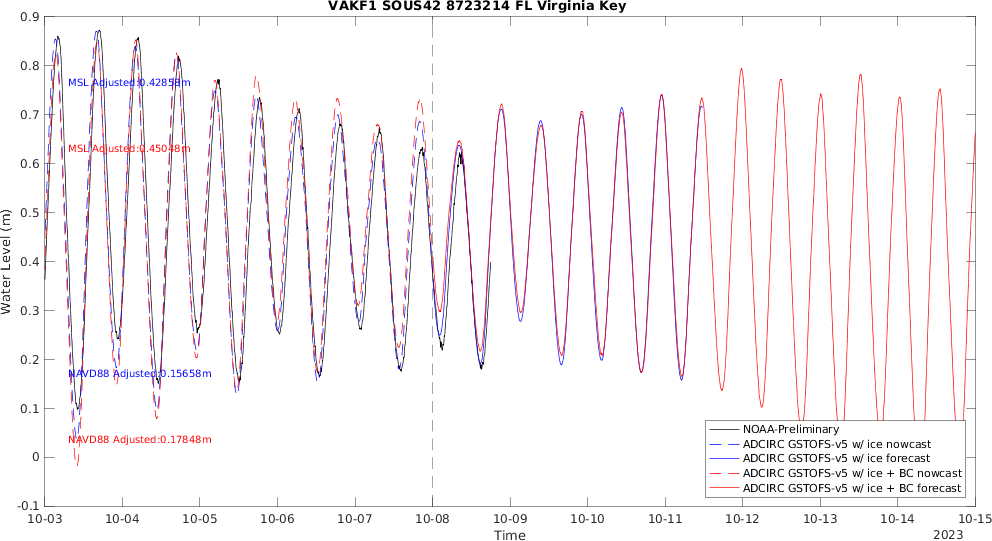 VAKF1 SOUS42 8723214 FL Virginia Key
0.9
0.8
MSL Adjusted:0.42858m
0.7
MSL Adjusted:0.45048m
0.6
0.5
Water Level (m)
0.4
0.3
0.2
NAVD88 Adjusted:0.15658m
0.1
NAVD88 Adjusted:0.17848m
0
-0.1
NOAA-Preliminary
ADCIRC GSTOFS-v5 w/ ice nowcast
ADCIRC GSTOFS-v5 w/ ice forecast
ADCIRC GSTOFS-v5 w/ ice + BC nowcast
ADCIRC GSTOFS-v5 w/ ice + BC forecast
10-03 10-04 10-05 10-06 10-07 10-08 10-09 10-10 10-11 10-12 10-13 10-14 10-15
Time
2023